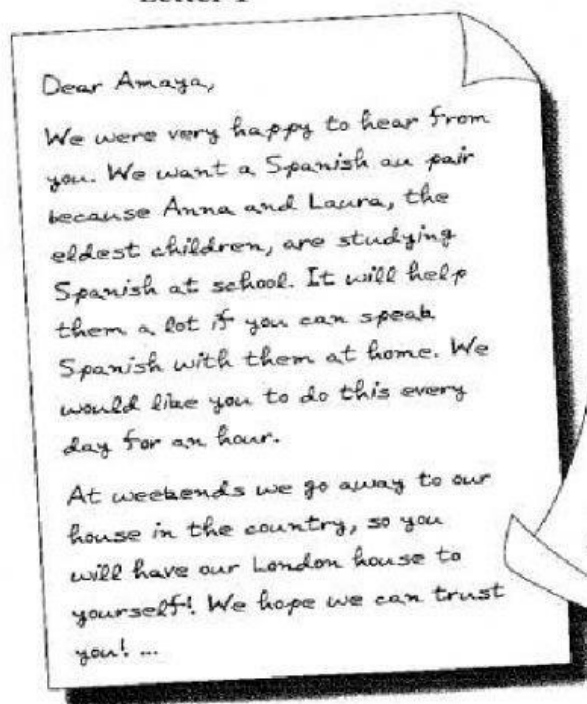 Dear Amaya,
We were very happy to hear from
you. We want a Spanish au pair
because Anna and Laura, the
eldest children, are studying
Spanish at school. It will help
them a lot if you can speak
Spanish with them at home. We
would like you to do this every
day for an hour.
At weekends we go away to our
house in the country, so you
will have our London house to
yourself! We hope we can trust
you! ...